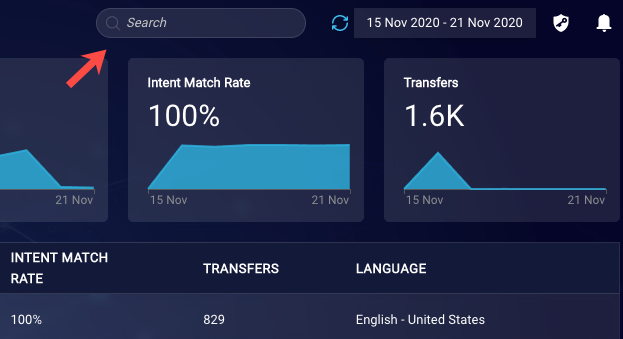 Search
15 Nov 2020 - 21 Nov 2020
Intent Match Rate
Transfers
100%
1.6K
21 Nov
15 Nov
21 Nov
15 Nov
21 Nov
INTENT MATCH
RATE
TRANSFERS
LANGUAGE
100%
829
English - United States